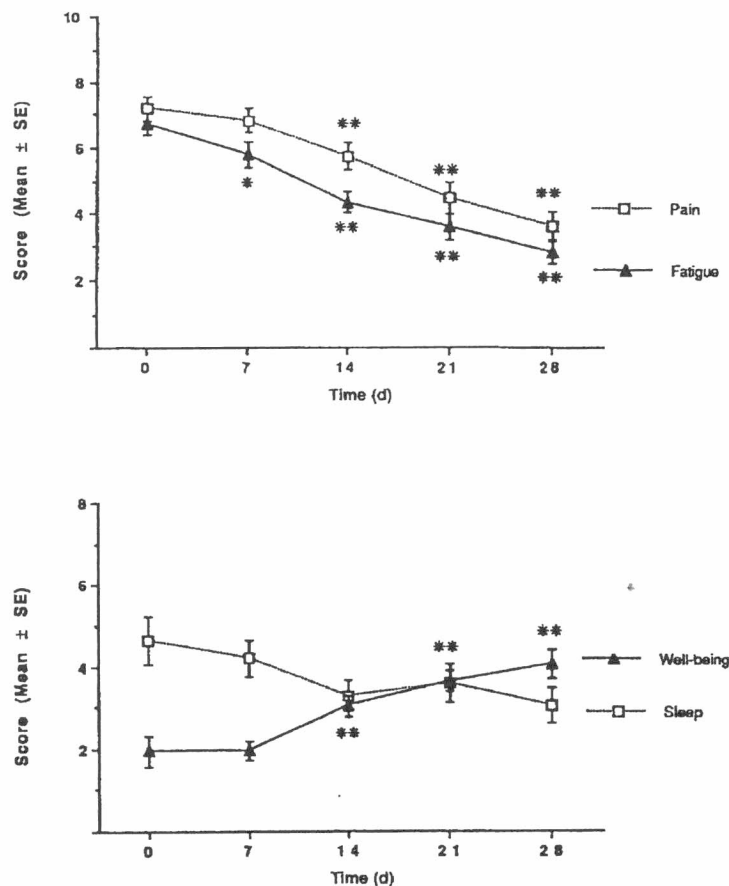 10
8
6
4
2
Score (Mean ± SE)
**
**
**
*
**
**
**
Pain
Fatigue
0 7 14 21 28
Time (d)
8
6
4
2
Score (Mean ± SE)
**
**
**
Well-being
Sleep
0 7 14 21 28
Time (d)